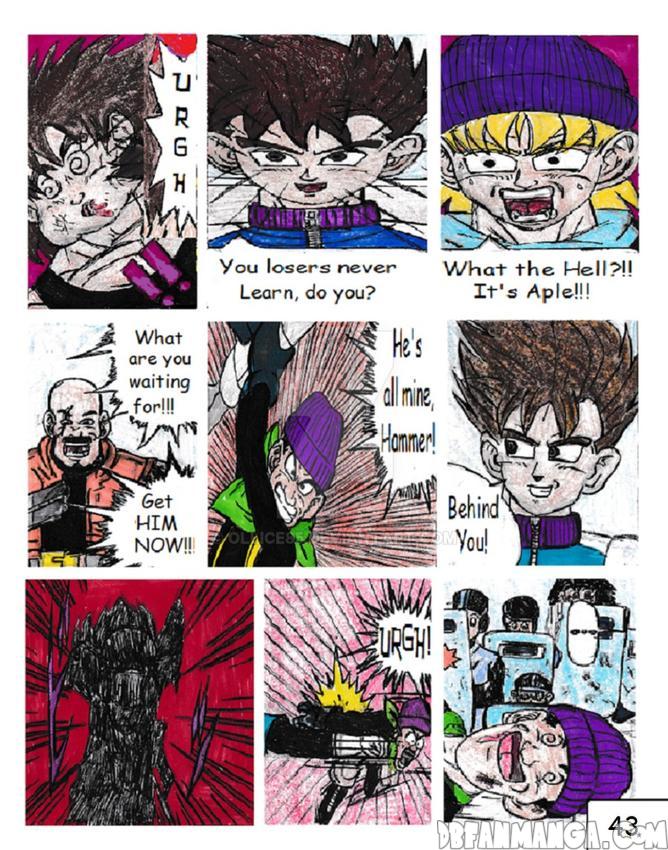 URGH
You losers never
Learn, do you?
What the Hell?!!
It's Aple!!!
What
are you
waiting
for!!!
Get
HIM
NOW!!!
He's
all mine,
Hammer!
Behind
You!
URGH!
43
DBFANMANGA.COM